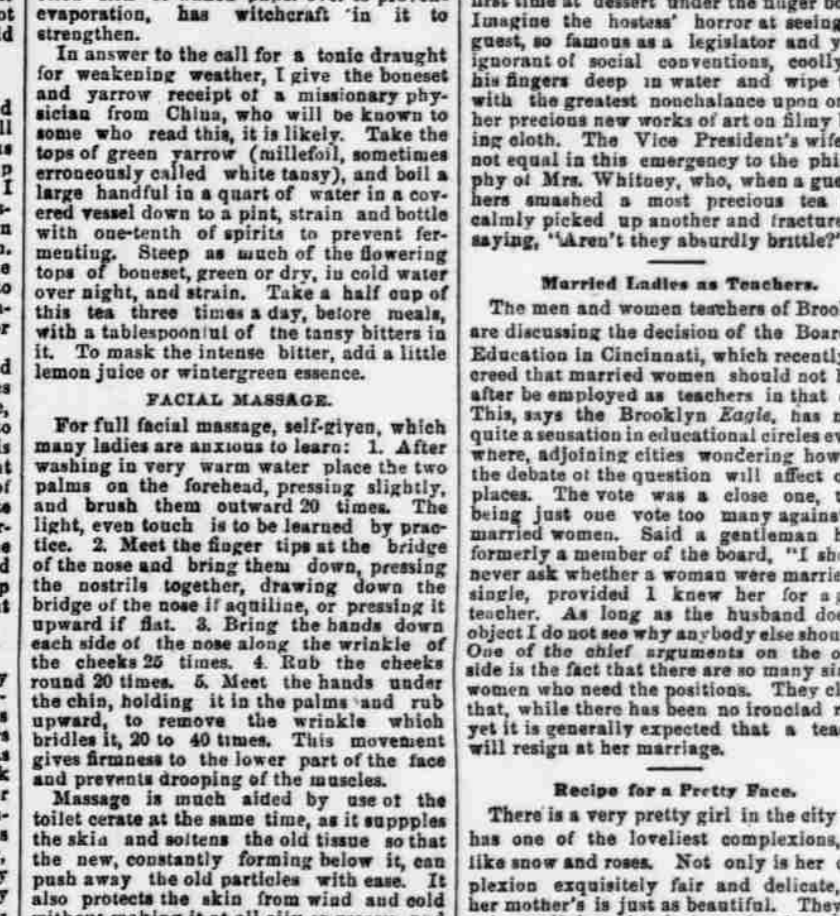 evaporation, has witchcraft in it to
strengthen.
In answer to the call for a tonic draught
for weakening weather, I give the boneset
and yarrow receipt of a missionary phy-
sician from China, who will be known to
some who read this, it is likely. Take the
tops of green yarrow (millefoil, sometimes
erroneously called white tansy), and boil a
large handful in a quart of water in a cov-
ered vessel down to a pint, strain and bottle
with one-tenth of spirits to prevent fer-
menting. Steep as much of the flowering
tops of boneset, green or dry, in cold water
over night, and strain. Take a half cup of
this tea three times a day, before meals,
with a tablespoonful of the tansy bitters in
it. To mask the intense bitter, add a little
lemon juice or wintergreen essence.
FACIAL MASSAGE.
For full facial massage, self-given, which
many ladies are anxious to learn: 1. After
washing in very warm water place the two
palms on the forehead, pressing slightly,
and brush them outward 20 times. The
light, even touch is to be learned by prac-
tice. 2. Meet the finger tips at the bridge
of the nose and bring them down, pressing
the nostrils together, drawing down the
bridge of the nose if aquiline, or pressing it
upward if flat. 3. Bring the hands down
each side of the nose along the wrinkle of
the cheeks 25 times. 4. Rub the cheeks
round 20 times. 5. Meet the hands under
the chin, holding it in the palms and rub
upward, to remove the wrinkle which
bridles it, 20 to 40 times. This movement
gives firmness to the lower part of the face
and prevents drooping of the muscles.
Massage is much aided by use of the
toilet cerate at the same time, as it suppples
the skin and softens the old tissue so that
the new, constantly forming below it, can
push away the old particles with ease. It
also protects the skin from wind and cold
first time at dessert under the finger
Imagine the hostess' horror at seeing
guest, so famous as a legislator and
ignorant of social conventions, coolly
his fingers deep in water and wipe
with the greatest nonchalance upon
her precious new works of art on filmy
ing cloth. The Vice President's wife
not equal in this emergency to the phi
phy of Mrs. Whitney, who, when a
hers smashed a most precious tea
calmly picked up another and fracture
saying, "Aren't they absurdly brittle?"
Married Ladies as Teachers.
The men and women teachers of Broo
are discussing the decision of the Boar
Education in Cincinnati, which recently
creed that married women should not
after be employed as teachers in that
This, says the Brooklyn Eagle, has
quite a sensation in educational circles
where, adjoining cities wondering how
the debate of the question will affect
places. The vote was a close one,
being just one vote too many agains
married women. Said a gentleman
formerly a member of the board, "I
never ask whether a woman were marrie
single, provided I knew her for a
teacher. As long as the husband
object I do not see why anybody else
One of the chief arguments on the
side is the fact that there are so many
women who need the positions. They
that, while there has been no ironclad
yet it is generally expected that a
will resign at her marriage.
Recipe for a Pretty Face.
There is a very pretty girl in the city
has one of the loveliest complexions,
like snow and roses. Not only is her
plexion exquisitely fair and delicate,
her mother's is just as beautiful. They